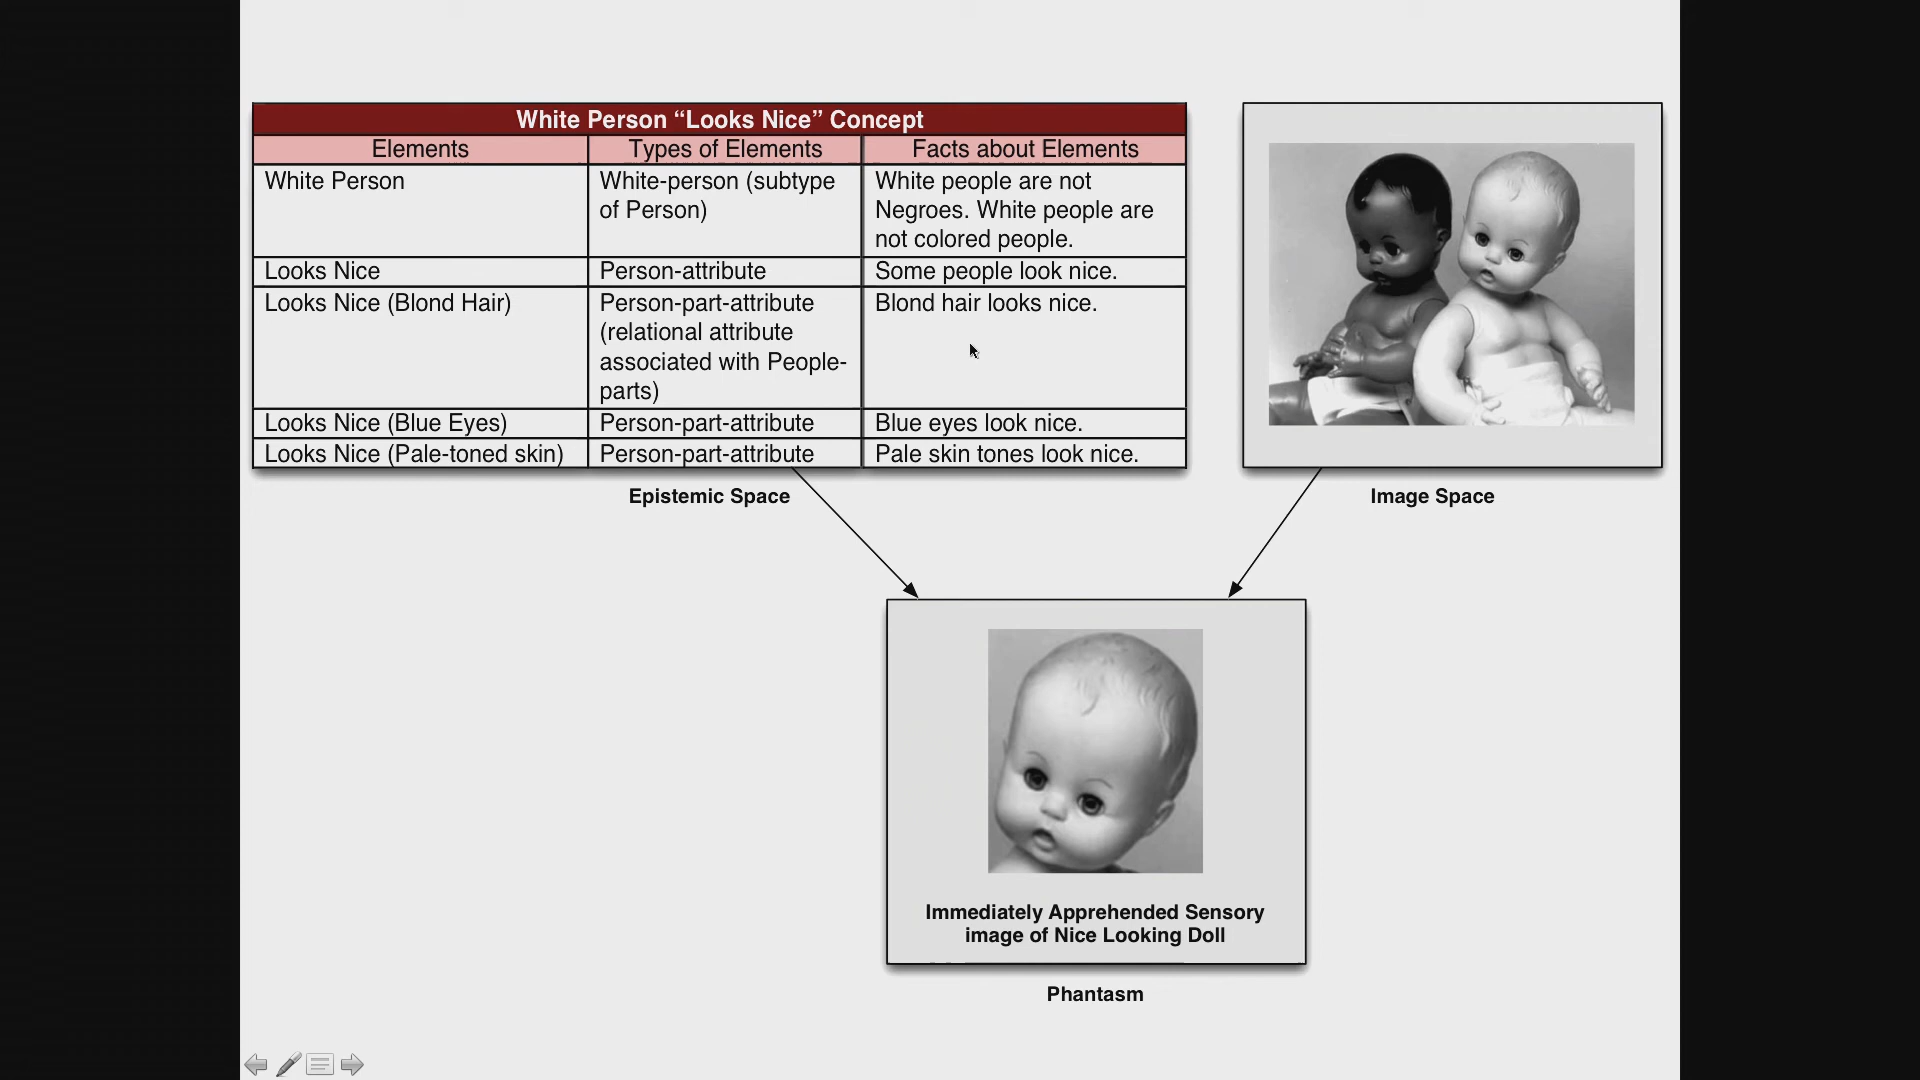 White Person “Looks Nice” Concept
Elements
Types of Elements
Facts about Elements
White Person
White-person (subtype
of Person)
White people are not
Negroes. White people are
not colored people.
Looks Nice
Person-attribute
Some people look nice.
Looks Nice (Blond Hair)
Person-part-attribute
(relational attribute
associated with People-
parts)
Blond hair looks nice.
Looks Nice (Blue Eyes)
Person-part-attribute
Blue eyes look nice.
Looks Nice (Pale-toned skin)
Person-part-attribute
Pale skin tones look nice.
Epistemic Space
Image Space
Immediately Apprehended Sensory
image of Nice Looking Doll
Phantasm